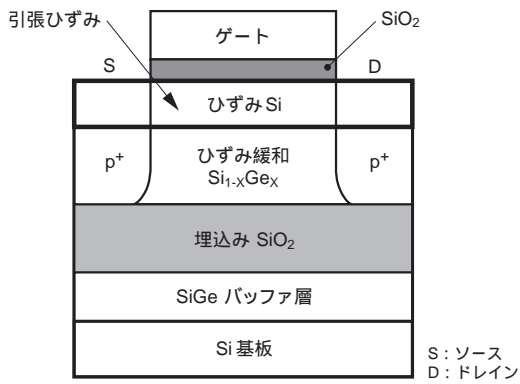 引張ひずみ
ゲート
SiO₂
S
D
ひずみ Si
p⁺
ひずみ緩和
Si₁₋ₓGeₓ
p⁺
埋込み SiO₂
SiGe バッファ層
Si 基板
S：ソース
D：ドレイン